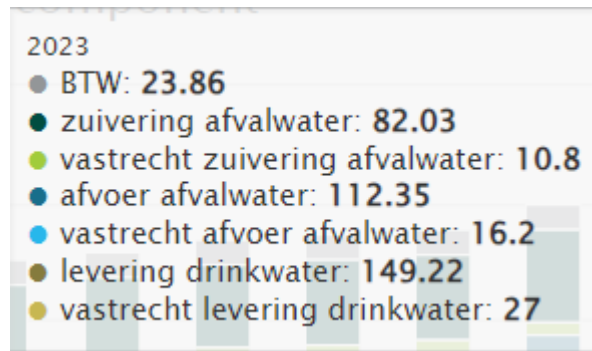 component
2023
BTW: 23.86
zuivering afvalwater: 82.03
vastrecht zuivering afvalwater: 10.8
afvoer afvalwater: 112.35
vastrecht afvoer afvalwater: 16.2
levering drinkwater: 149.22
vastrecht levering drinkwater: 27